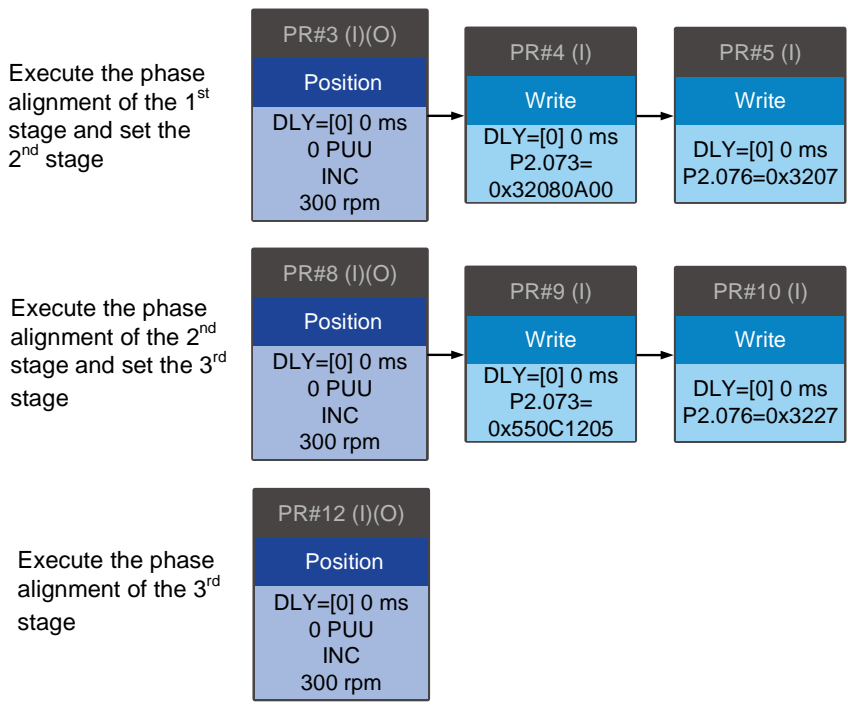 Execute the phase
alignment of the 1st
stage and set the
2nd stage
PR#3 (I)(O)
Position
DLY=[0] 0 ms
0 PUU
INC
300 rpm
PR#4 (I)
Write
DLY=[0] 0 ms
P2.073=
0x32080A00
PR#5 (I)
Write
DLY=[0] 0 ms
P2.076=0x3207
Execute the phase
alignment of the 2nd
stage and set the 3rd
stage
PR#8 (I)(O)
Position
DLY=[0] 0 ms
0 PUU
INC
300 rpm
PR#9 (I)
Write
DLY=[0] 0 ms
P2.073=
0x550C1205
PR#10 (I)
Write
DLY=[0] 0 ms
P2.076=0x3227
Execute the phase
alignment of the 3rd
stage
PR#12 (I)(O)
Position
DLY=[0] 0 ms
0 PUU
INC
300 rpm